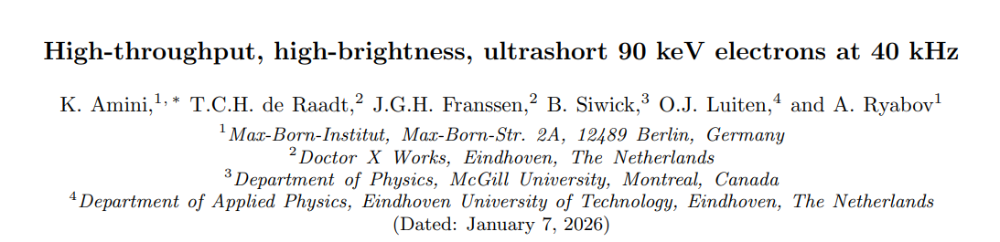 High-throughput, high-brightness, ultrashort 90 keV electrons at 40 kHz
K. Amini,1, * T.C.H. de Raadt,2 J.G.H. Franssen,2 B. Siwick,3 O.J. Luiten,4 and A. Ryabov1
1 Max-Born-Institut, Max-Born-Str. 2A, 12489 Berlin, Germany
2 Doctor X Works, Eindhoven, The Netherlands
3 Department of Physics, McGill University, Montreal, Canada
4 Department of Applied Physics, Eindhoven University of Technology, Eindhoven, The Netherlands
(Dated: January 7, 2026)